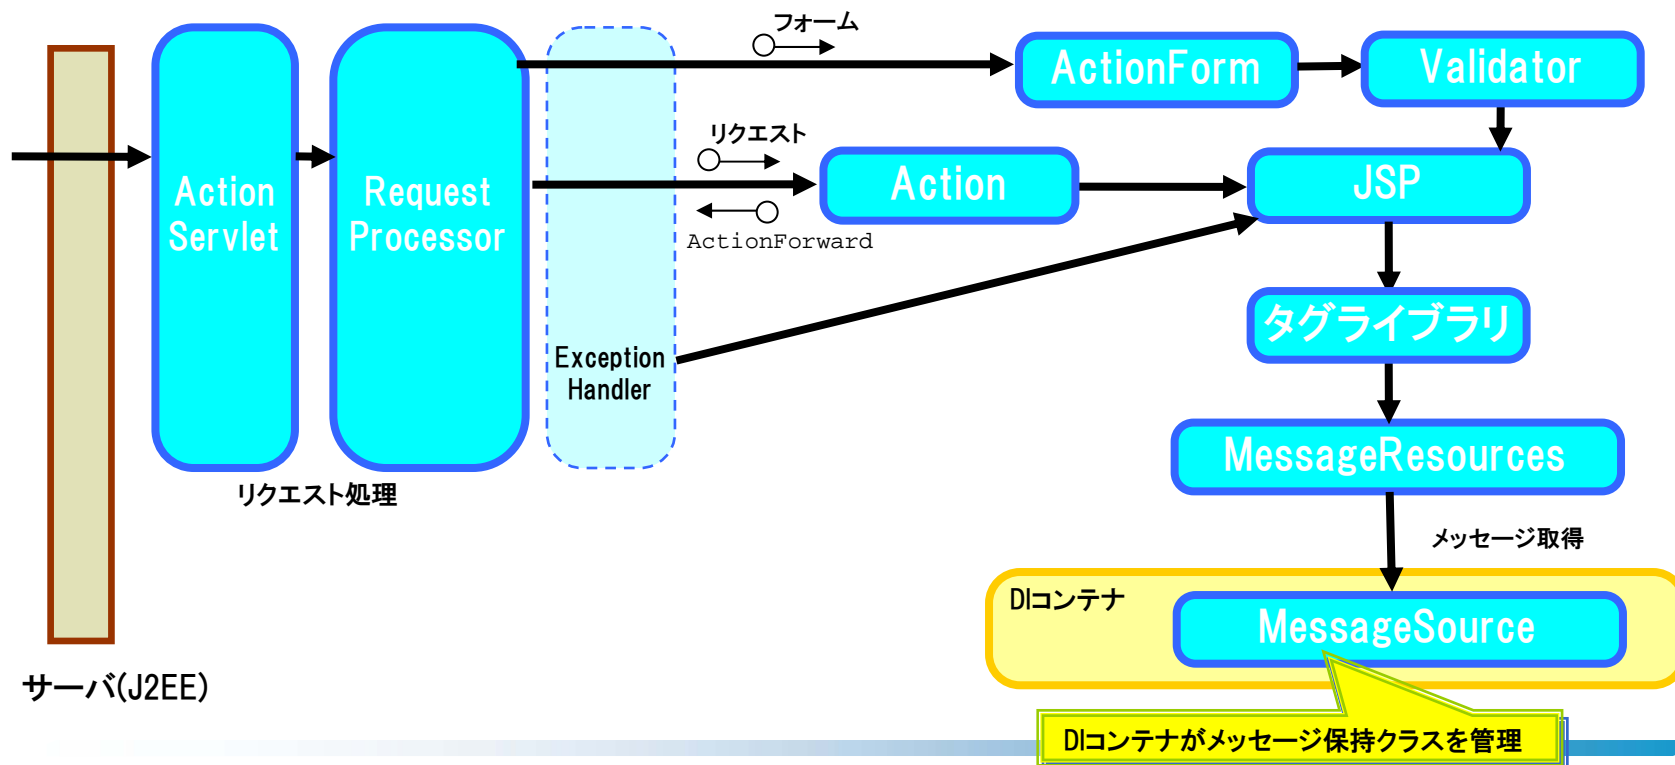 フォーム
ActionForm
Validator
リクエスト
Action
Servlet
Request
Processor
Action
JSP
ActionForward
タグライブラリ
Exception
Handler
MessageResources
リクエスト処理
メッセージ取得
DIコンテナ
MessageSource
サーバ(J2EE)
DIコンテナがメッセージ保持クラスを管理